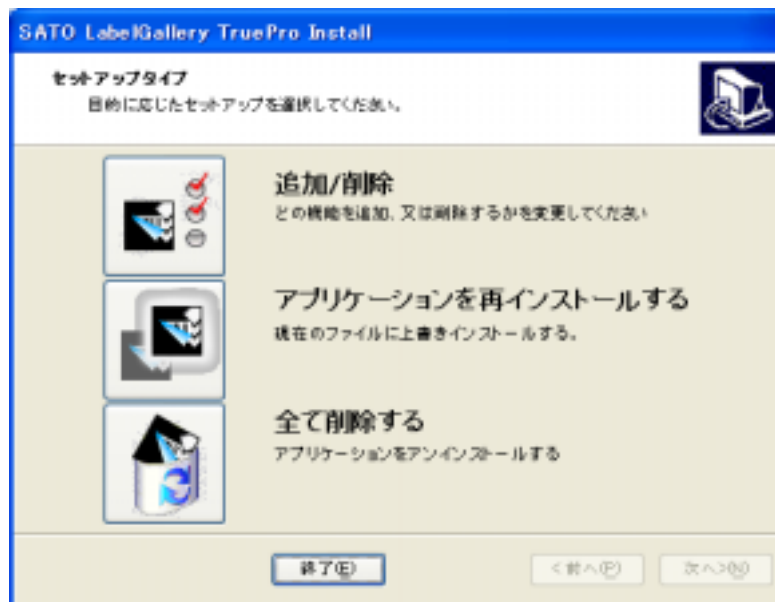 SATO LabelGallery TruePro Install
セットアップタイプ
目的に応じたセットアップを選択してください。
追加/削除
どの機能を追加、又は削除するかを変更してください
アプリケーションを再インストールする
現在のファイルに上書きインストールする。
全て削除する
アプリケーションをアンインストールする
終了(E)
<前へ(P)
次へ>(N)